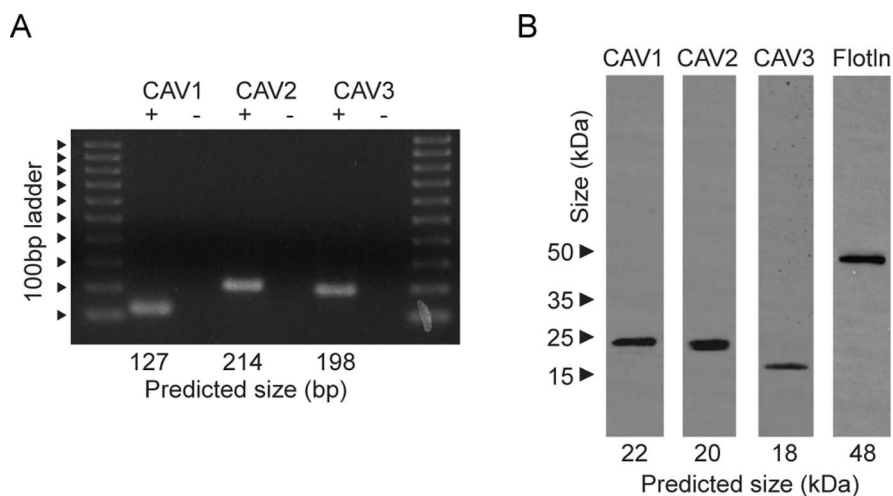 A
CAV1 CAV2 CAV3
+ - + - + -
100bp ladder
127 214 198
Predicted size (bp)
B
CAV1 CAV2 CAV3 Flotln
Size (kDa)
50
35
25
15
22 20 18 48
Predicted size (kDa)